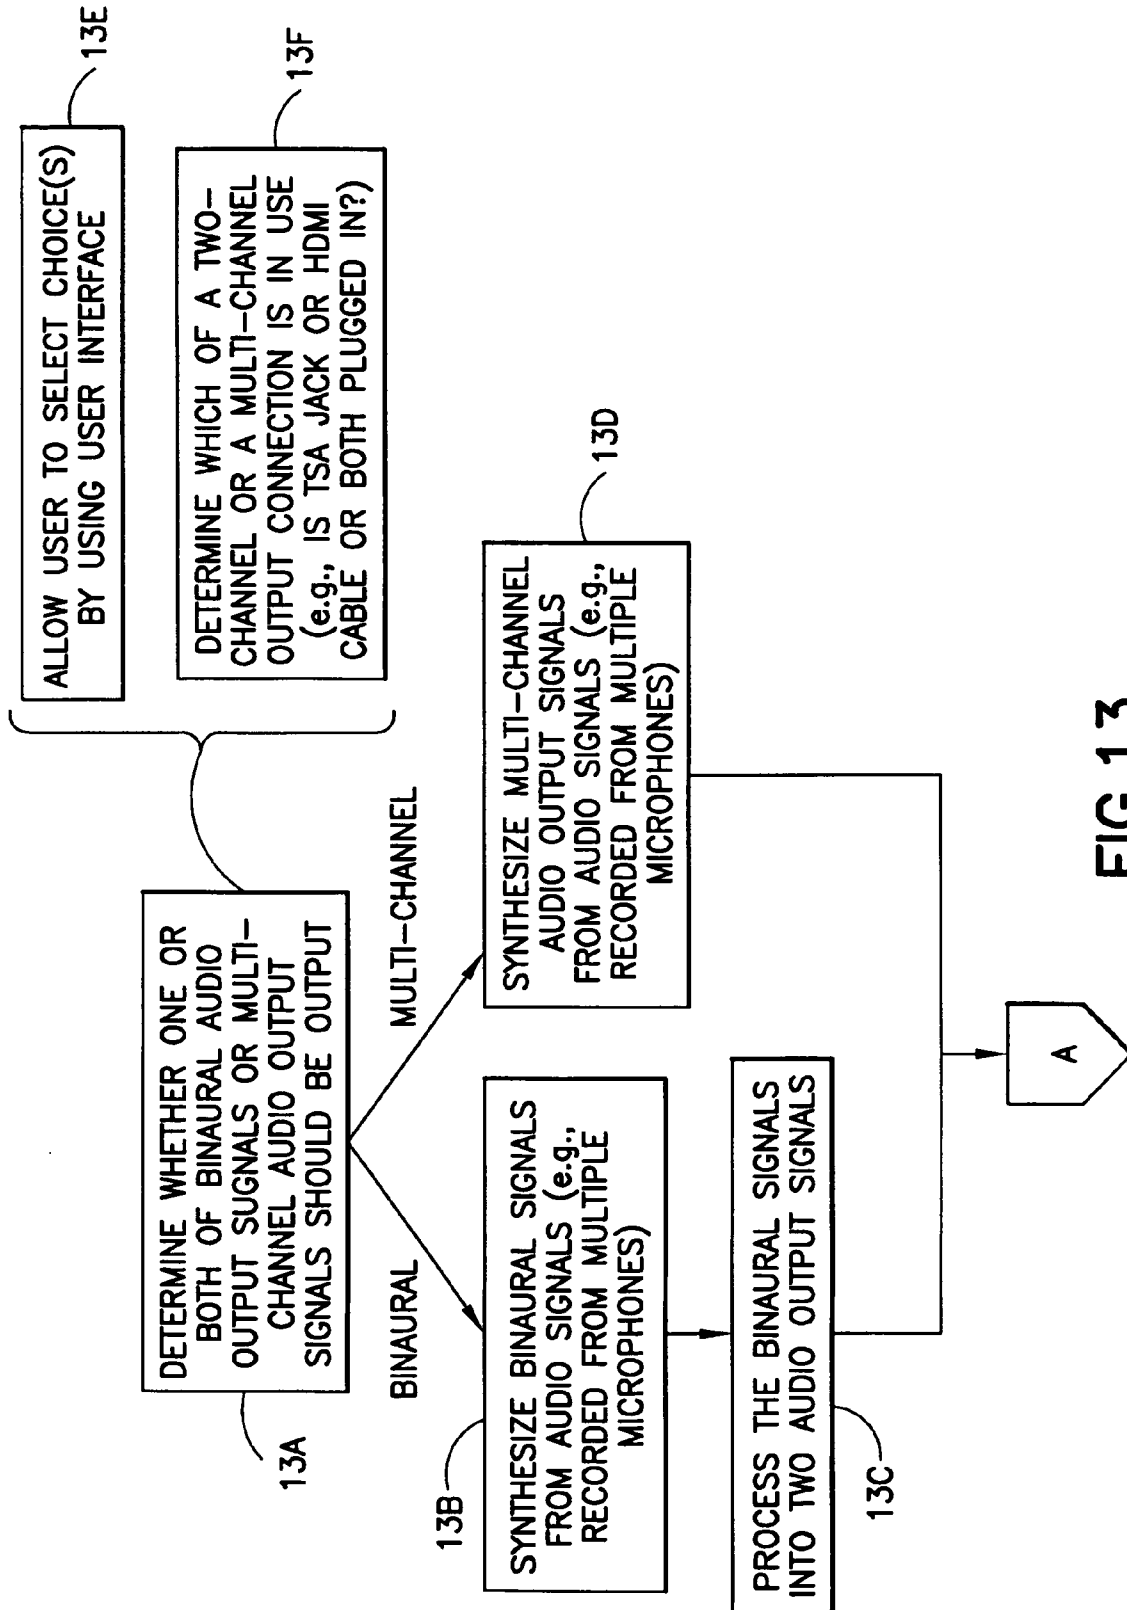 ALLOW USER TO SELECT CHOICE(S)
BY USING USER INTERFACE
13E
DETERMINE WHICH OF A TWO-
CHANNEL OR A MULTI-CHANNEL
OUTPUT CONNECTION IS IN USE
(e.g., IS TSA JACK OR HDMI
CABLE OR BOTH PLUGGED IN?)
13F
DETERMINE WHETHER ONE OR
BOTH OF BINAURAL AUDIO
OUTPUT SUGNALS OR MULTI-
CHANNEL AUDIO OUTPUT
SIGNALS SHOULD BE OUTPUT
13A
BINAURAL
MULTI-CHANNEL
13B
SYNTHESIZE BINAURAL SIGNALS
FROM AUDIO SIGNALS (e.g.,
RECORDED FROM MULTIPLE
MICROPHONES)
SYNTHESIZE MULTI-CHANNEL
AUDIO OUTPUT SIGNALS
FROM AUDIO SIGNALS (e.g.,
RECORDED FROM MULTIPLE
MICROPHONES)
13D
PROCESS THE BINAURAL SIGNALS
INTO TWO AUDIO OUTPUT SIGNALS
13C
A
FIG.13